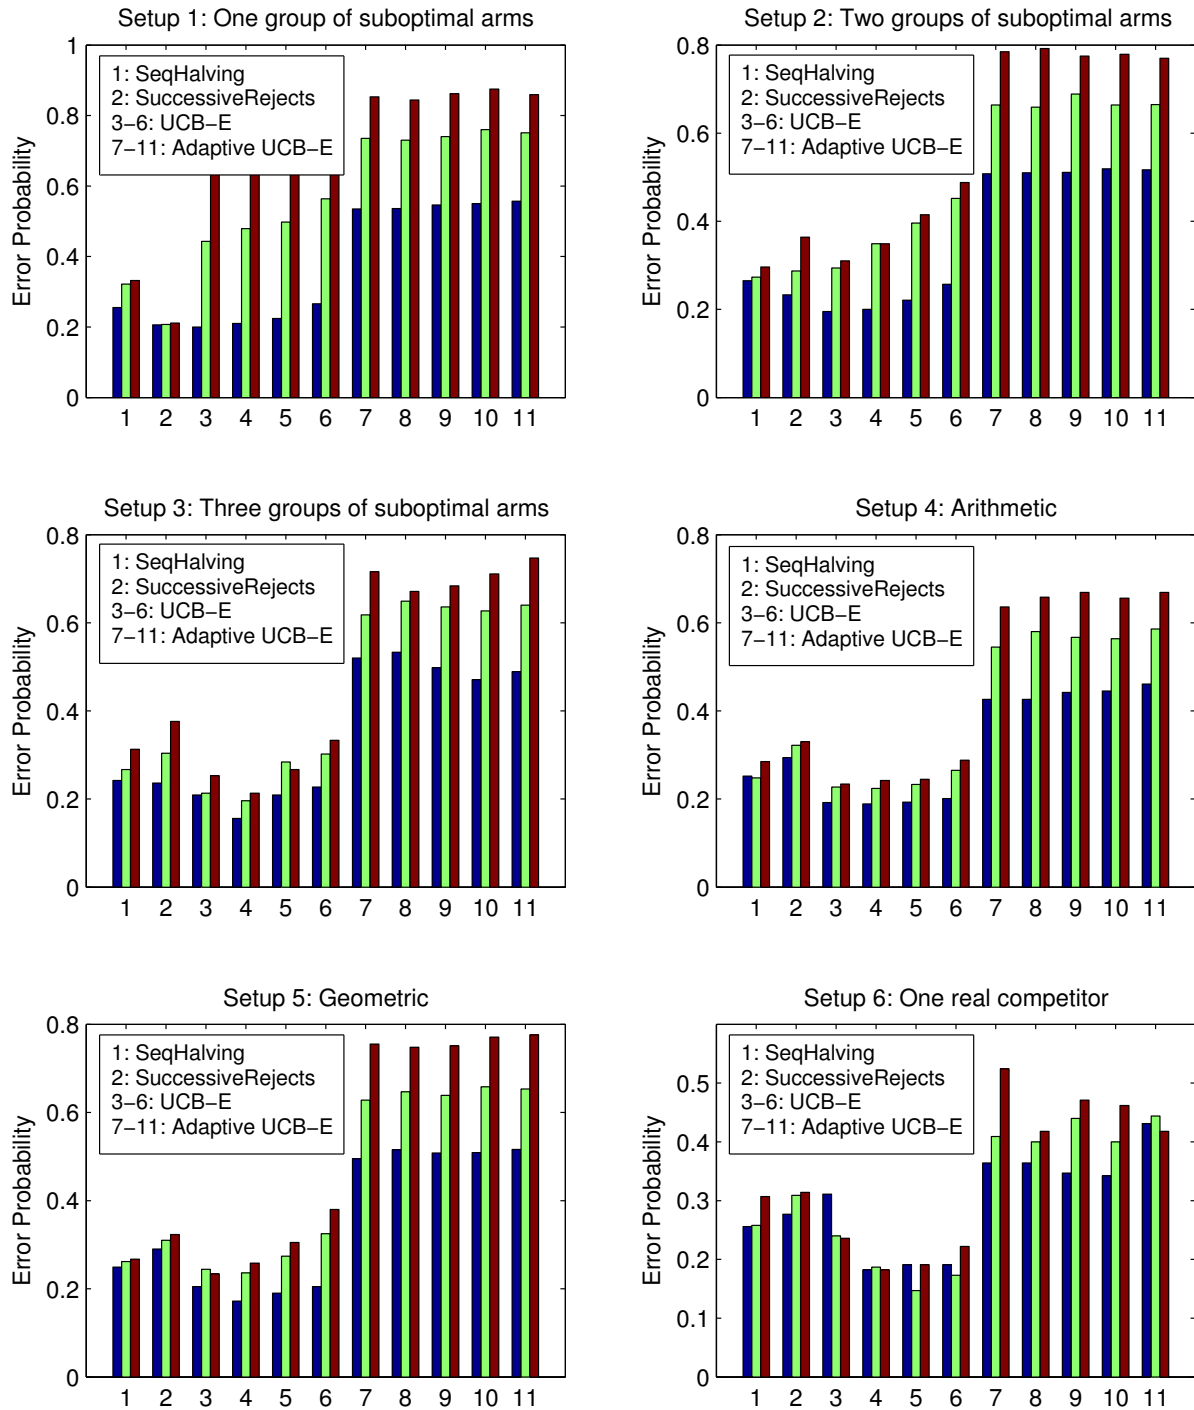 Setup 1: One group of suboptimal arms
Error Probability
1
0.8
0.6
0.4
0.2
0
1: SeqHalving
2: SuccessiveRejects
3−6: UCB−E
7−11: Adaptive UCB−E
1 2 3 4 5 6 7 8 9 10 11
Setup 2: Two groups of suboptimal arms
Error Probability
0.8
0.6
0.4
0.2
0
1: SeqHalving
2: SuccessiveRejects
3−6: UCB−E
7−11: Adaptive UCB−E
1 2 3 4 5 6 7 8 9 10 11
Setup 3: Three groups of suboptimal arms
Error Probability
0.8
0.6
0.4
0.2
0
1: SeqHalving
2: SuccessiveRejects
3−6: UCB−E
7−11: Adaptive UCB−E
1 2 3 4 5 6 7 8 9 10 11
Setup 4: Arithmetic
Error Probability
0.8
0.6
0.4
0.2
0
1: SeqHalving
2: SuccessiveRejects
3−6: UCB−E
7−11: Adaptive UCB−E
1 2 3 4 5 6 7 8 9 10 11
Setup 5: Geometric
Error Probability
0.8
0.6
0.4
0.2
0
1: SeqHalving
2: SuccessiveRejects
3−6: UCB−E
7−11: Adaptive UCB−E
1 2 3 4 5 6 7 8 9 10 11
Setup 6: One real competitor
Error Probability
0.5
0.4
0.3
0.2
0.1
0
1: SeqHalving
2: SuccessiveRejects
3−6: UCB−E
7−11: Adaptive UCB−E
1 2 3 4 5 6 7 8 9 10 11